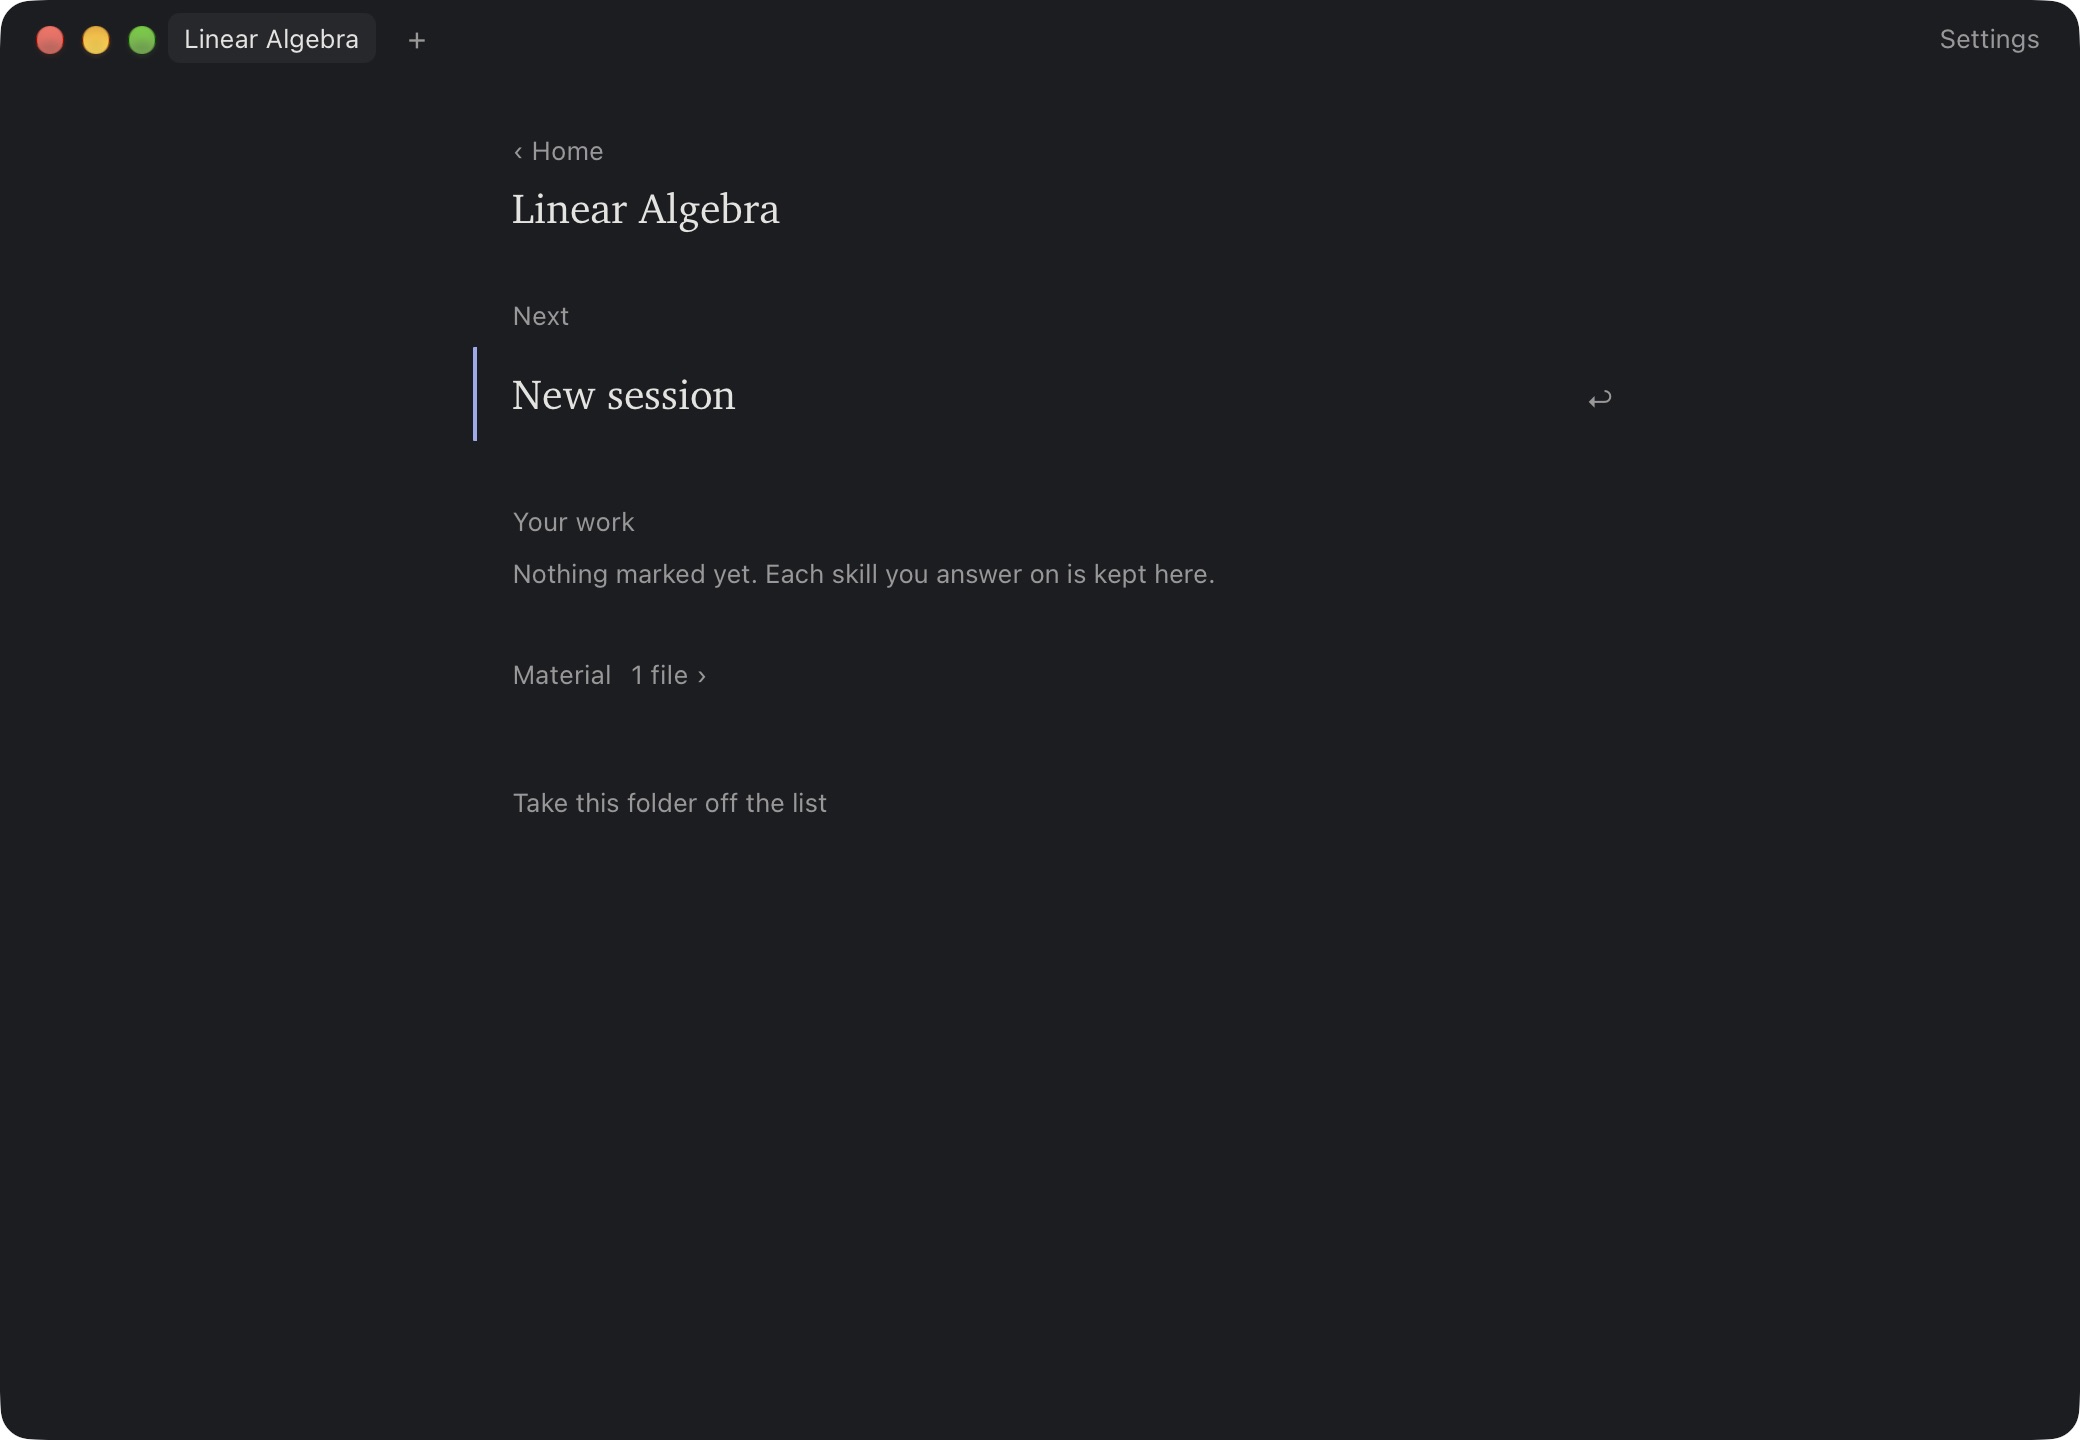 Linear Algebra +
Settings
‹ Home
Linear Algebra
Next
New session
Your work
Nothing marked yet. Each skill you answer on is kept here.
Material 1 file ›
Take this folder off the list